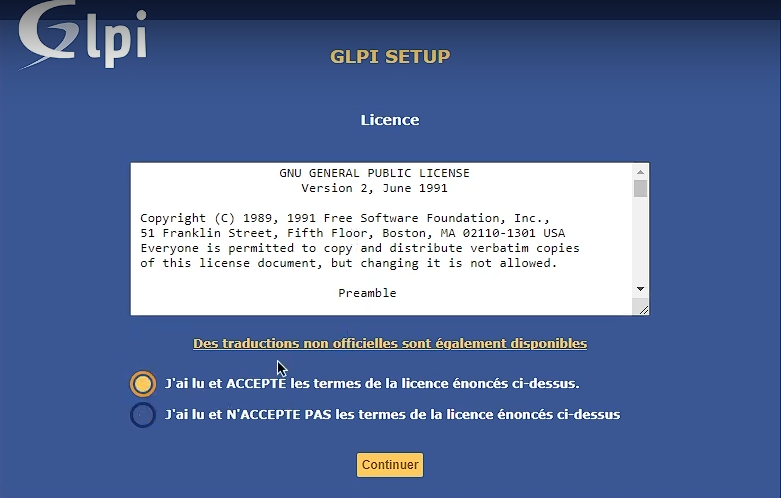 Glpi
GLPI SETUP
Licence
GNU GENERAL PUBLIC LICENSE
Version 2, June 1991
Copyright (C) 1989, 1991 Free Software Foundation, Inc.,
51 Franklin Street, Fifth Floor, Boston, MA 02110-1301 USA
Everyone is permitted to copy and distribute verbatim copies
of this license document, but changing it is not allowed.
Preamble
Des traductions non officielles sont également disponibles
J'ai lu et ACCEPTE les termes de la licence énoncés ci-dessus.
J'ai lu et N'ACCEPTE PAS les termes de la licence énoncés ci-dessus
Continuer